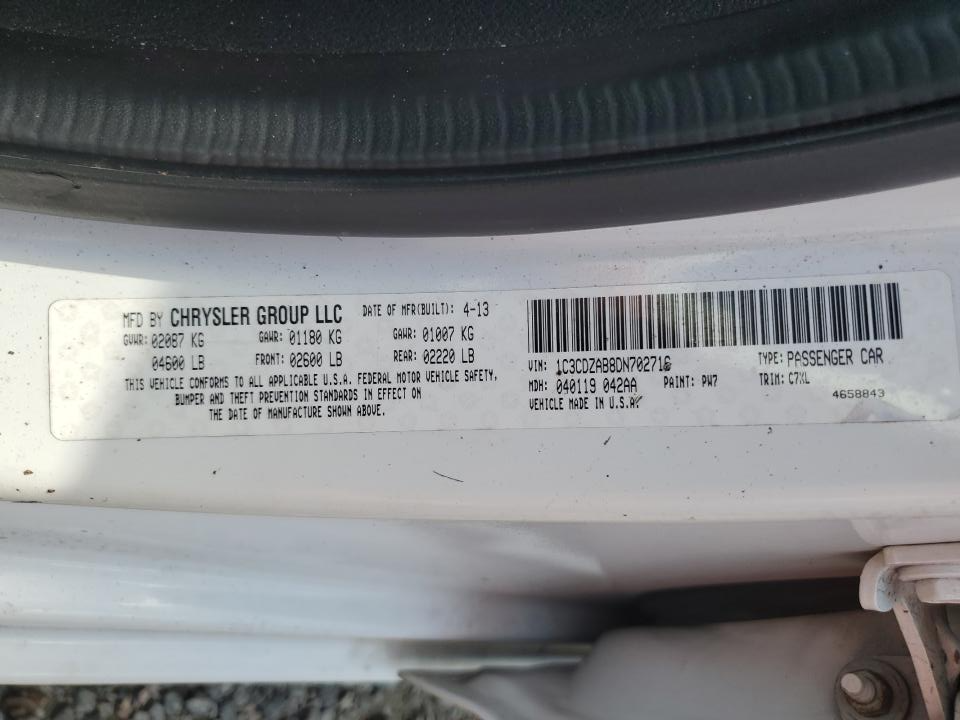 MFD BY CHRYSLER GROUP LLC DATE OF MFR(BUILT): 4-13
GVWR: 02087 KG GAWR: 01180 KG GAWR: 01007 KG
04600 LB FRONT: 02600 LB REAR: 02220 LB
THIS VEHICLE CONFORMS TO ALL APPLICABLE U.S.A. FEDERAL MOTOR VEHICLE SAFETY,
BUMPER AND THEFT PREVENTION STANDARDS IN EFFECT ON
THE DATE OF MANUFACTURE SHOWN ABOVE.
VIN: 1C3CDZAB8DN702716 TYPE: PASSENGER CAR
MDH: 040119 042AA PAINT: PW7 TRIM: C7XL
VEHICLE MADE IN U.S.A. 4658843